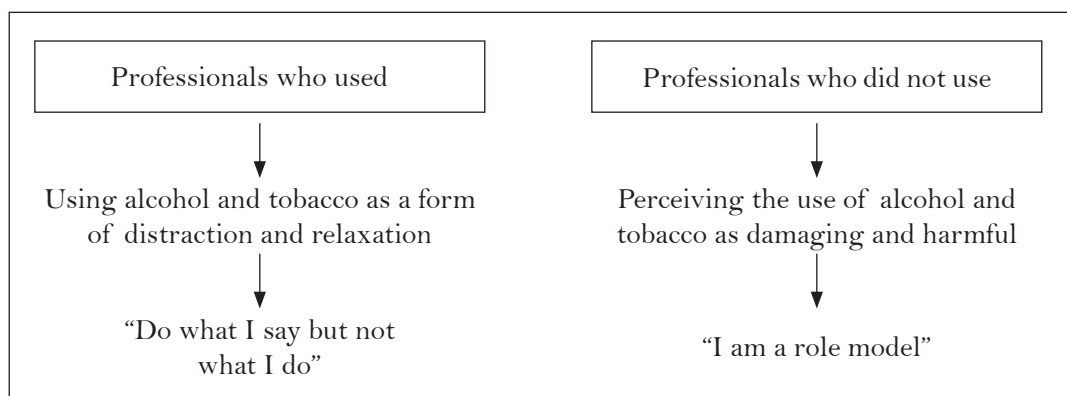 Professionals who used
Using alcohol and tobacco as a form
of distraction and relaxation
“Do what I say but not
what I do”
Professionals who did not use
Perceiving the use of alcohol and
tobacco as damaging and harmful
“I am a role model”